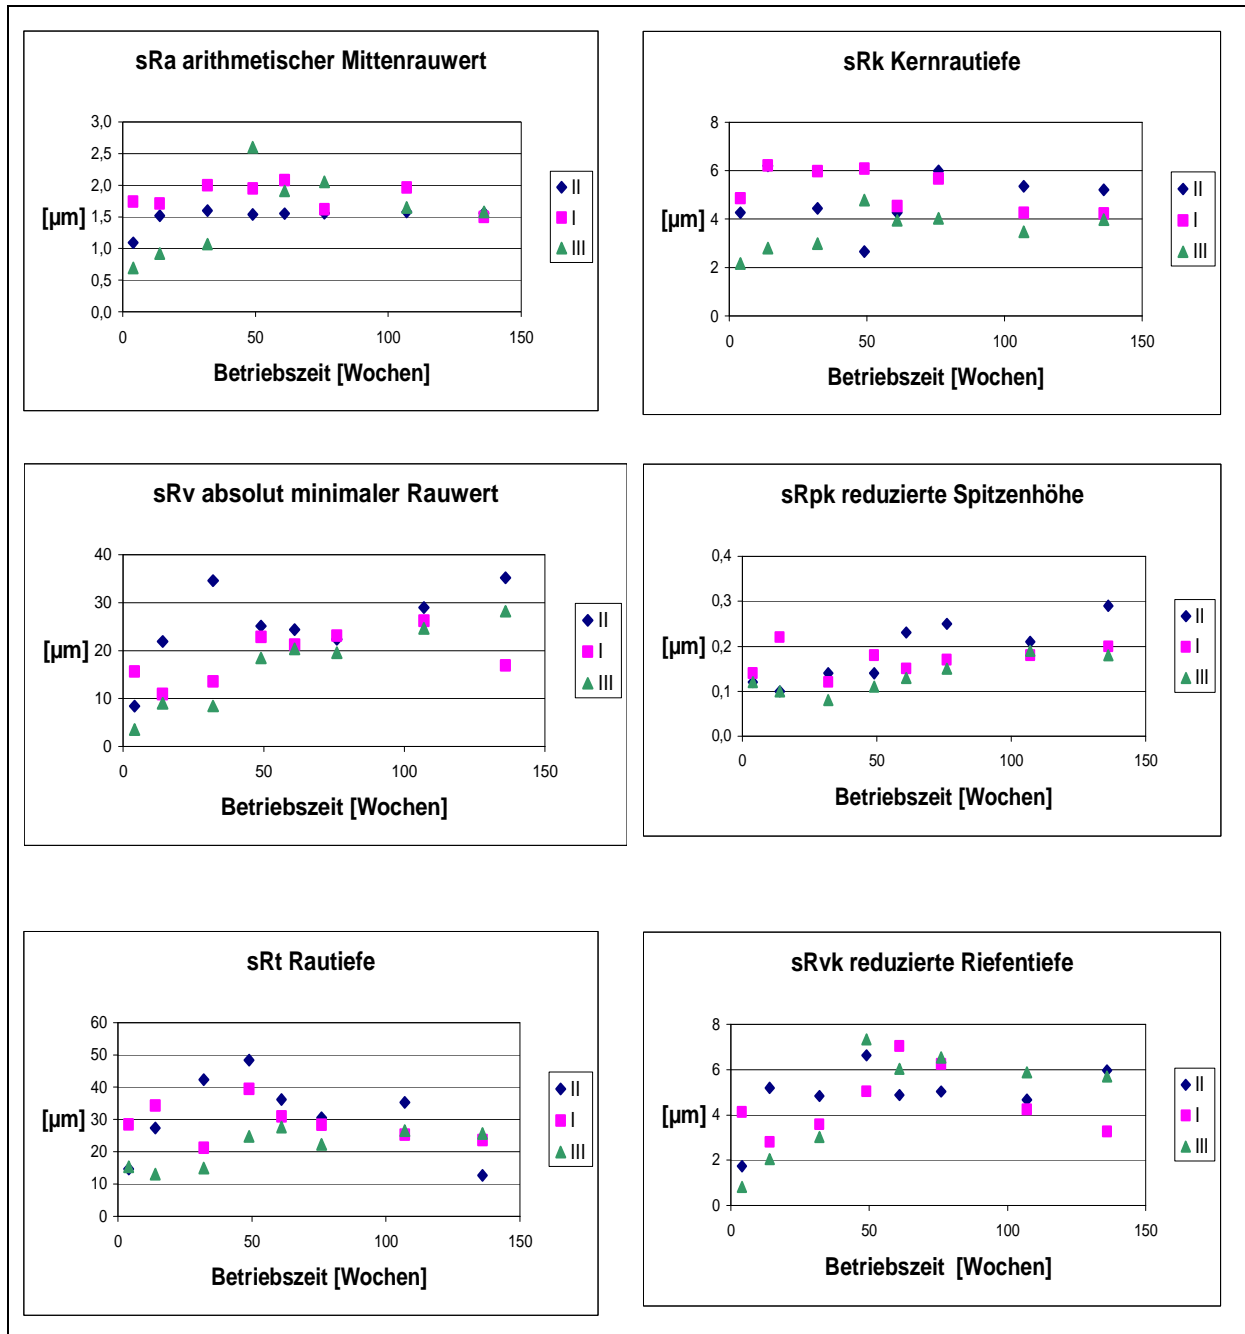 sRa arithmetischer Mittenrauwert
3,0
2,5
2,0
1,5
1,0
0,5
0,0
[µm]
0 50 100 150
Betriebszeit [Wochen]
II
I
III
sRk Kernrautiefe
8
6
4
2
0
[µm]
0 50 100 150
Betriebszeit [Wochen]
II
I
III
sRv absolut minimaler Rauwert
40
30
20
10
0
[µm]
0 50 100 150
Betriebszeit [Wochen]
II
I
III
sRpk reduzierte Spitzenhöhe
0,4
0,3
0,2
0,1
0,0
[µm]
0 50 100 150
Betriebszeit [Wochen]
II
I
III
sRt Rautiefe
60
50
40
30
20
10
0
[µm]
0 50 100 150
Betriebszeit [Wochen]
II
I
III
sRvk reduzierte Riefentiefe
8
6
4
2
0
[µm]
0 50 100 150
Betriebszeit [Wochen]
II
I
III